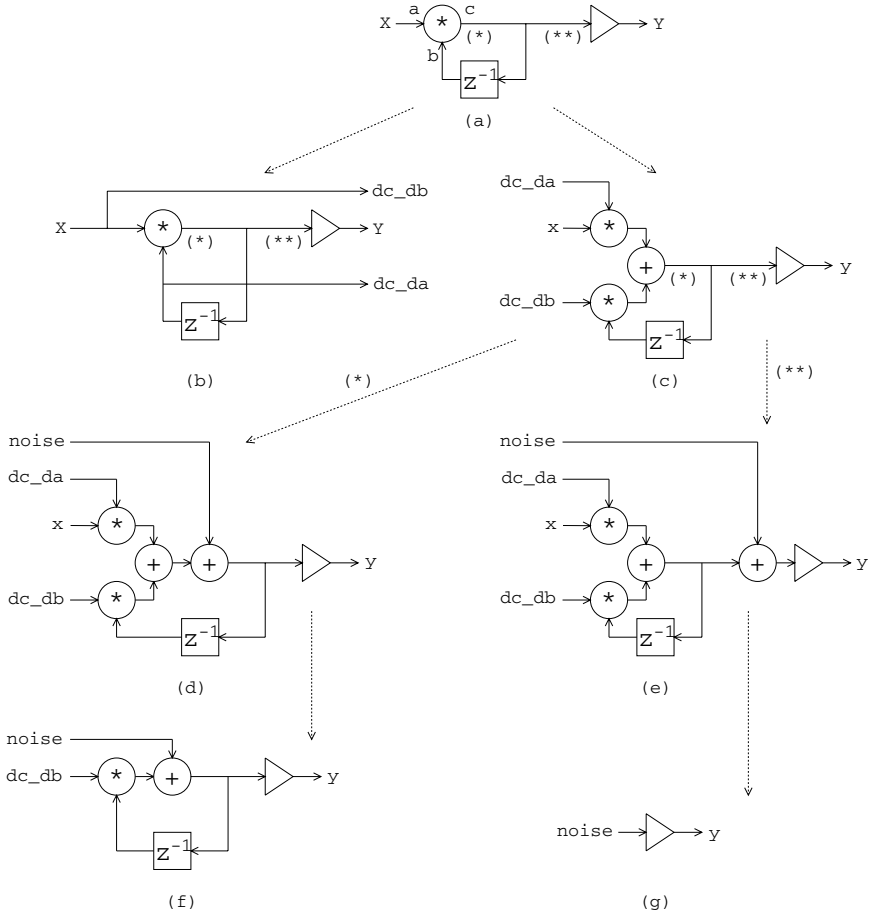 a c
X * Y
(*) (**)
b
z-1
(a)
dc_db
X * Y
(*) (**)
dc_da
z-1
(b)
dc_da
x *
+ y
(*) (**)
dc_db *
z-1
(c)
(*)
(**)
noise
dc_da
x *
+ + y
dc_db *
z-1
(d)
noise
dc_da
x *
+ + y
dc_db *
z-1
(e)
noise
dc_db * + y
z-1
(f)
noise y
(g)